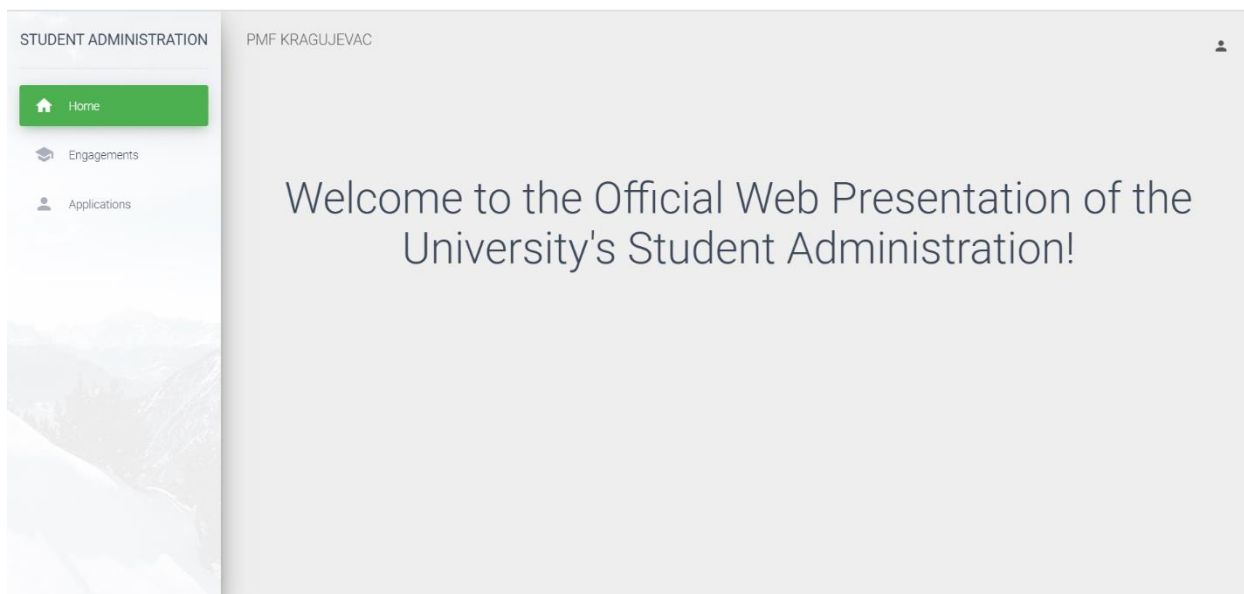 STUDENT ADMINISTRATION
PMF KRAGUJEVAC
Home
Engagements
Applications
Welcome to the Official Web Presentation of the
University's Student Administration!